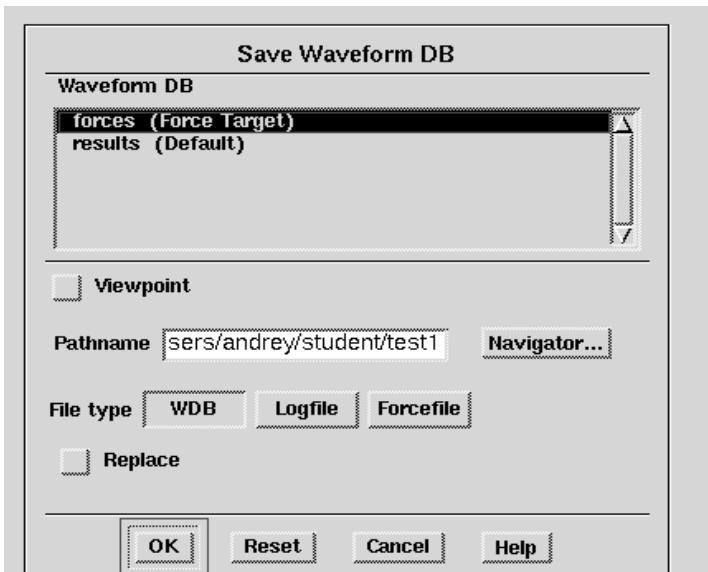 Save Waveform DB
Waveform DB
forces (Force Target)
results (Default)
Viewpoint
Pathname sers/andrey/student/test1 Navigator...
File type WDB Logfile Forcefile
Replace
OK Reset Cancel Help